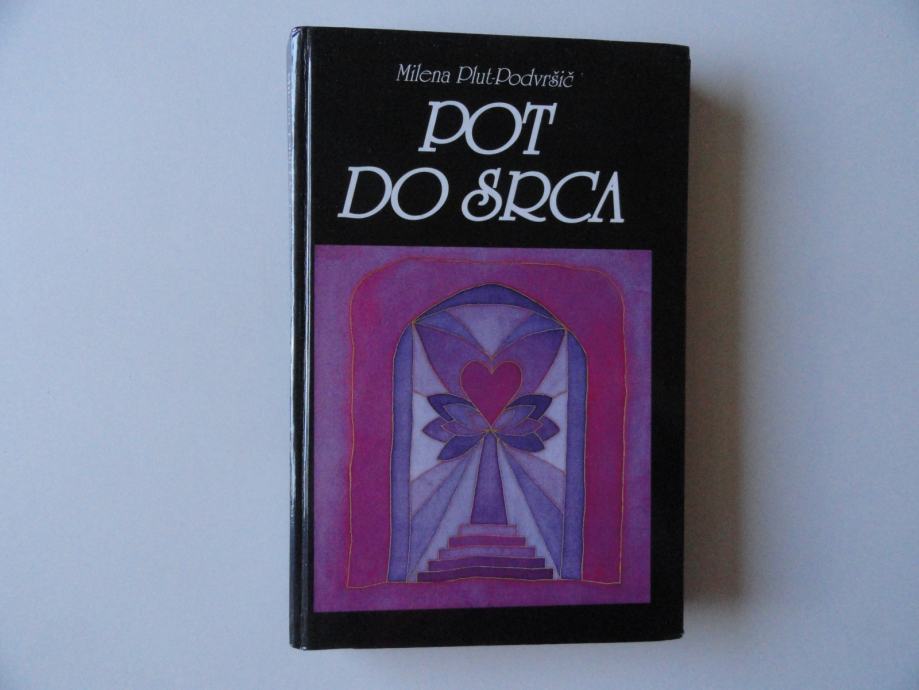 Milena Plut-Podvršič
POT
DO SRCA